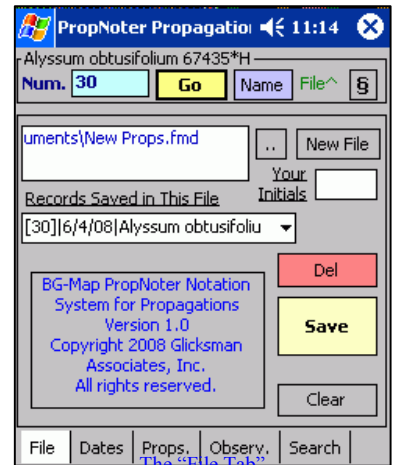 PropNoter Propagatio 11:14
Alyssum obtusifolium 67435*H
Num. 30 Go Name File^ §
uments\New Props.fmd
.. New File
Your
Initials
Records Saved in This File
[30]|6/4/08|Alyssum obtusifoliu
Del
BG-Map PropNoter Notation
System for Propagations
Version 1.0
Copyright 2008 Glicksman
Associates, Inc.
All rights reserved.
Save
Clear
File Dates Props. Observ. Search
The “File Tab”